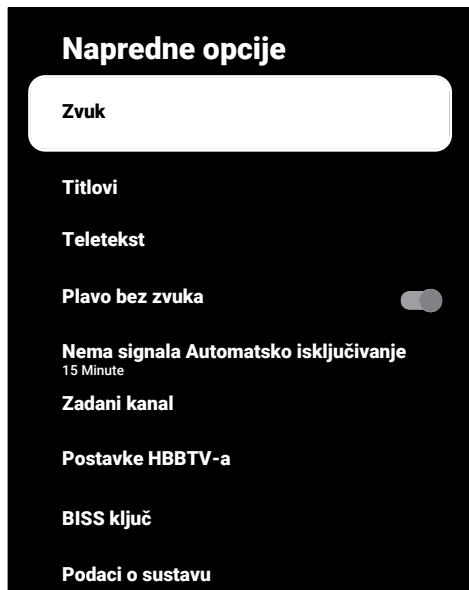 Napredne opcije
Zvuk
Titlovi
Teletekst
Plavo bez zvuka
Nema signala Automatsko isključivanje
15 Minute
Zadani kanal
Postavke HBBTV-a
BISS ključ
Podaci o sustavu